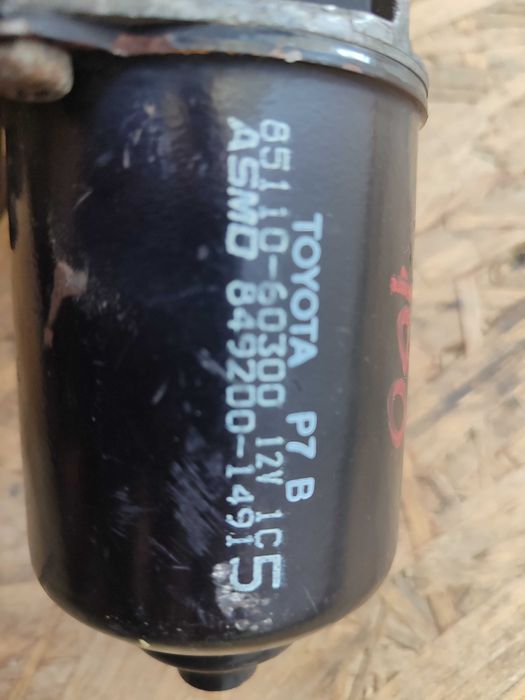 TOYOTA P7 B
85110-60300 12V 1C
ASMO 849200-1491
5